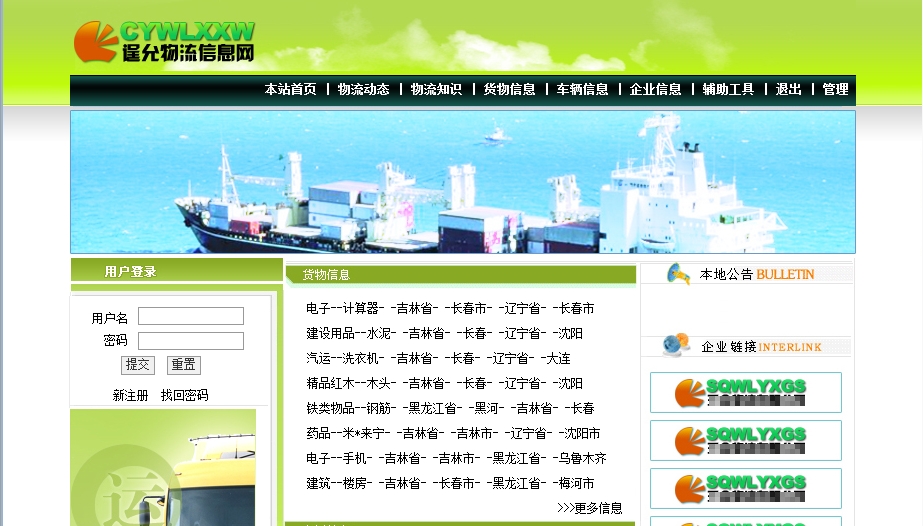 CYWLXXW
逞允物流信息网
本站首页 | 物流动态 | 物流知识 | 货物信息 | 车辆信息 | 企业信息 | 辅助工具 | 退出 | 管理
用户登录
用户名
密码
提交 重置
新注册 找回密码
运
货物信息
电子--计算器- -吉林省- -长春市- -辽宁省- -长春市
建设用品--水泥- -吉林省- -长春- -辽宁省- -沈阳
汽运--洗衣机- -吉林省- -长春- -辽宁省- -大连
精品红木--木头- -吉林省- -长春- -辽宁省- -沈阳
铁类物品--钢筋- -黑龙江省- -黑河- -吉林省- -长春
药品--米*来宁- -吉林省- -吉林市- -辽宁省- -沈阳市
电子--手机- -吉林省- -吉林市- -黑龙江省- -乌鲁木齐
建筑--楼房- -吉林省- -长春市- -黑龙江省- -梅河市
>>>更多信息
本地公告 BULLETIN
企业链接 INTERLINK
SQWLYXGS
SQWLYXGS
SQWLYXGS